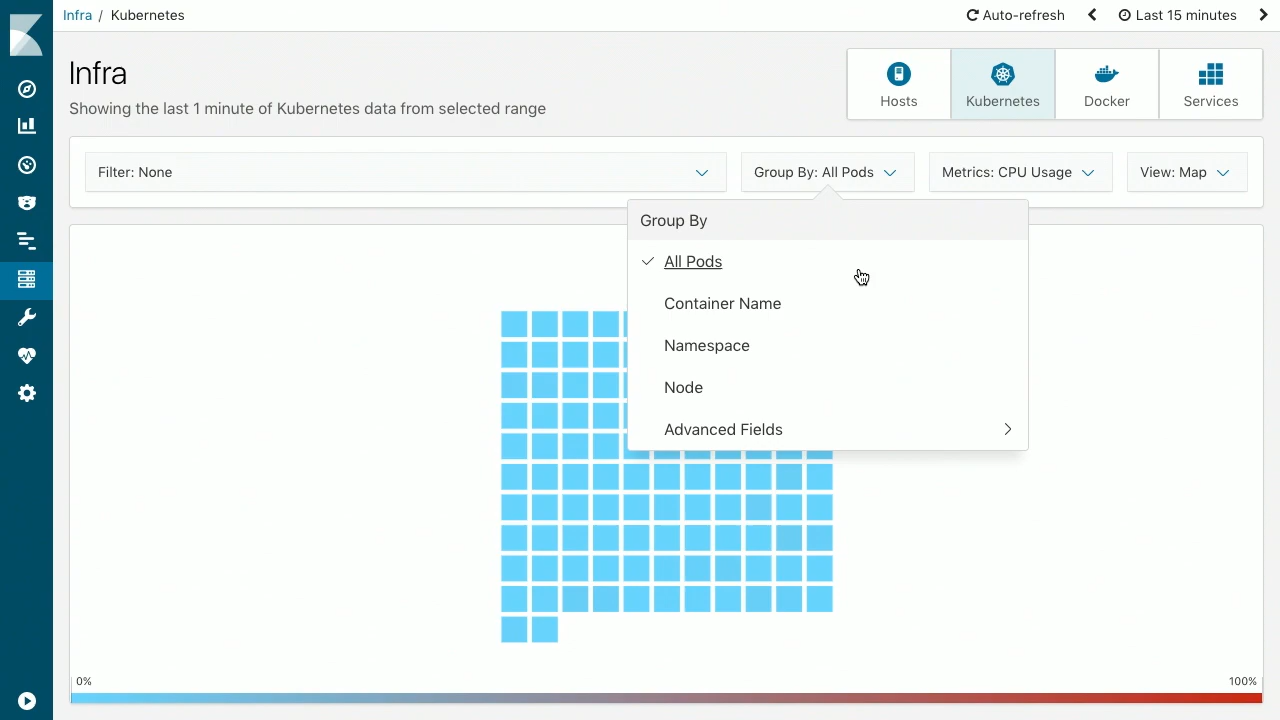 Infra / Kubernetes
Auto-refresh
Last 15 minutes
Infra
Showing the last 1 minute of Kubernetes data from selected range
Hosts
Kubernetes
Docker
Services
Filter: None
Group By: All Pods
Metrics: CPU Usage
View: Map
Group By
All Pods
Container Name
Namespace
Node
Advanced Fields
0%
100%